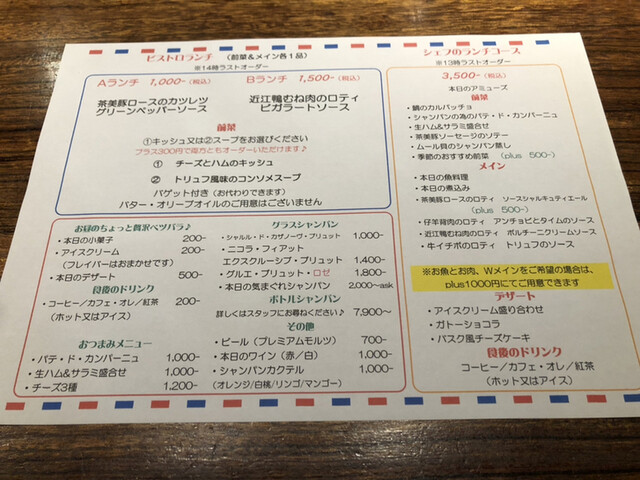 ビストロランチ （前菜＆メイン各１品）
※14時ラストオーダー
Aランチ 1,000-（税込）
茶美豚ロースのカツレツ
グリーンペッパーソース
Bランチ 1,500-（税込）
近江鴨むね肉のロティ
ビガラートソース
前菜
①キッシュ又は②スープをお選びください
プラス300円で両方ともオーダーいただけます♪
① チーズとハムのキッシュ
② トリュフ風味のコンソメスープ
バゲット付き（お代わりできます）
バター・オリーブオイルのご用意はございません
お昼のちょっと贅沢ベツバラ♪
・本日の小菓子 200-
・アイスクリーム 200-
（フレイバーはおまかせです）
・本日のデザート 500-
食後のドリンク
・コーヒー/カフェ・オレ/紅茶 200-
（ホット又はアイス）
おつまみメニュー
・パテ・ド・カンパーニュ 1,000-
・生ハム&サラミ盛合せ 1,000-
・チーズ3種 1,200-
グラスシャンパン
・シャルル・ド・カザノーヴ・ブリュット 1,000-
・ニコラ・フィアット
エクスクルーシブ・ブリュット 1,400-
・グルエ・ブリュット・ロゼ 1,800-
・本日の気まぐれシャンパン 2,000～ask
ボトルシャンパン
詳しくはスタッフにお尋ねください♪ 7,900～
その他
・ビール（プレミアムモルツ） 700-
・本日のワイン（赤／白） 1,000-
・シャンパンカクテル 1,000-
（オレンジ/白桃/リンゴ/マンゴー）
シェフのランチコース
※13時ラストオーダー
3,500-（税込）
本日のアミューズ
前菜
・鯛のカルパッチョ
・シャンパンの為のパテ・ド・カンパーニュ
・生ハム&サラミ盛合せ
・茶美豚ソーセージのソテー
・ムール貝のシャンパン蒸し
・季節のおすすめ前菜 （plus 500-）
メイン
・本日の魚料理
・本日の煮込み
・茶美豚ロースのロティ ソースシャルキュティエール
（plus 500-）
・仔羊背肉のロティ アンチョビとタイムのソース
・近江鴨むね肉のロティ ポルチーニクリームソース
・牛イチボのロティ トリュフのソース
※お魚とお肉、Wメインをご希望の場合は、
plus1000円にてご用意できます
デザート
・アイスクリーム盛り合わせ
・ガトーショコラ
・バスク風チーズケーキ
食後のドリンク
コーヒー／カフェ・オレ／紅茶
（ホット又はアイス）